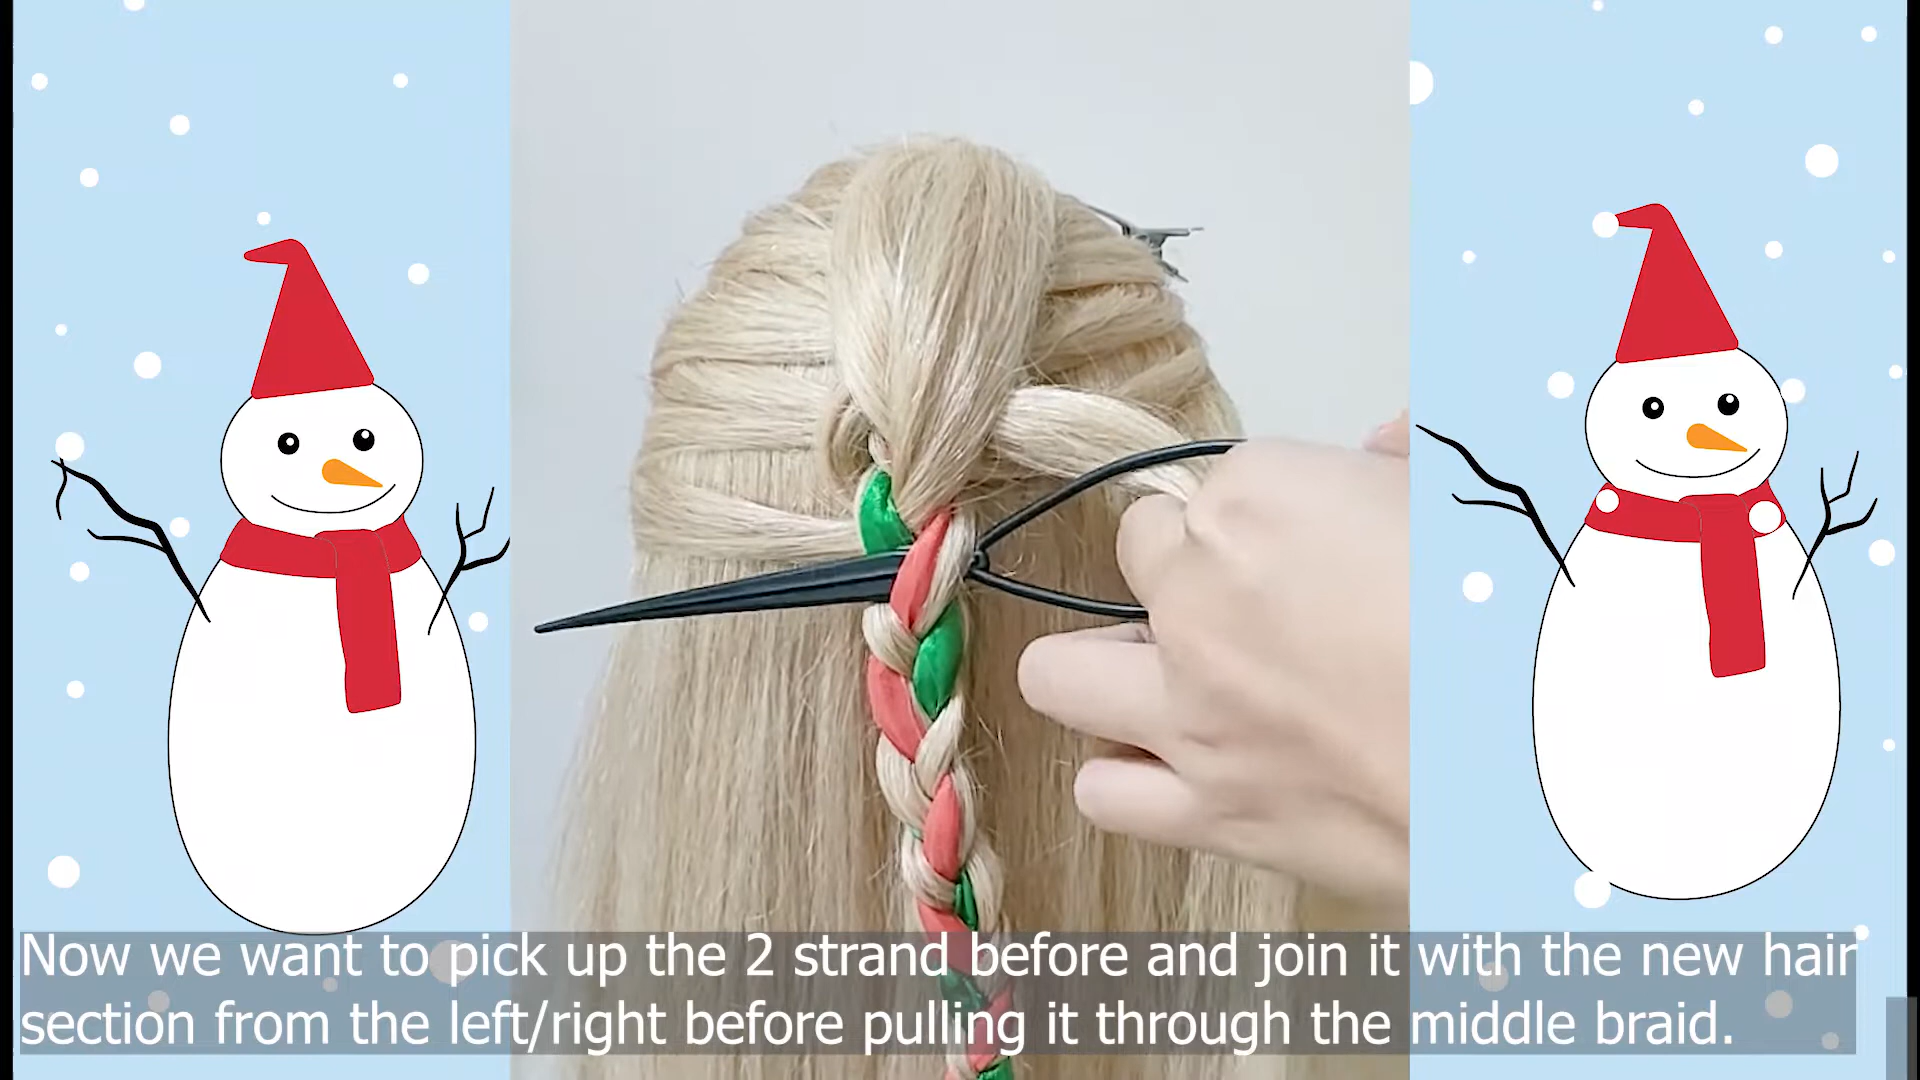 Now we want to pick up the 2 strand before and join it with the new hair
section from the left/right before pulling it through the middle braid.